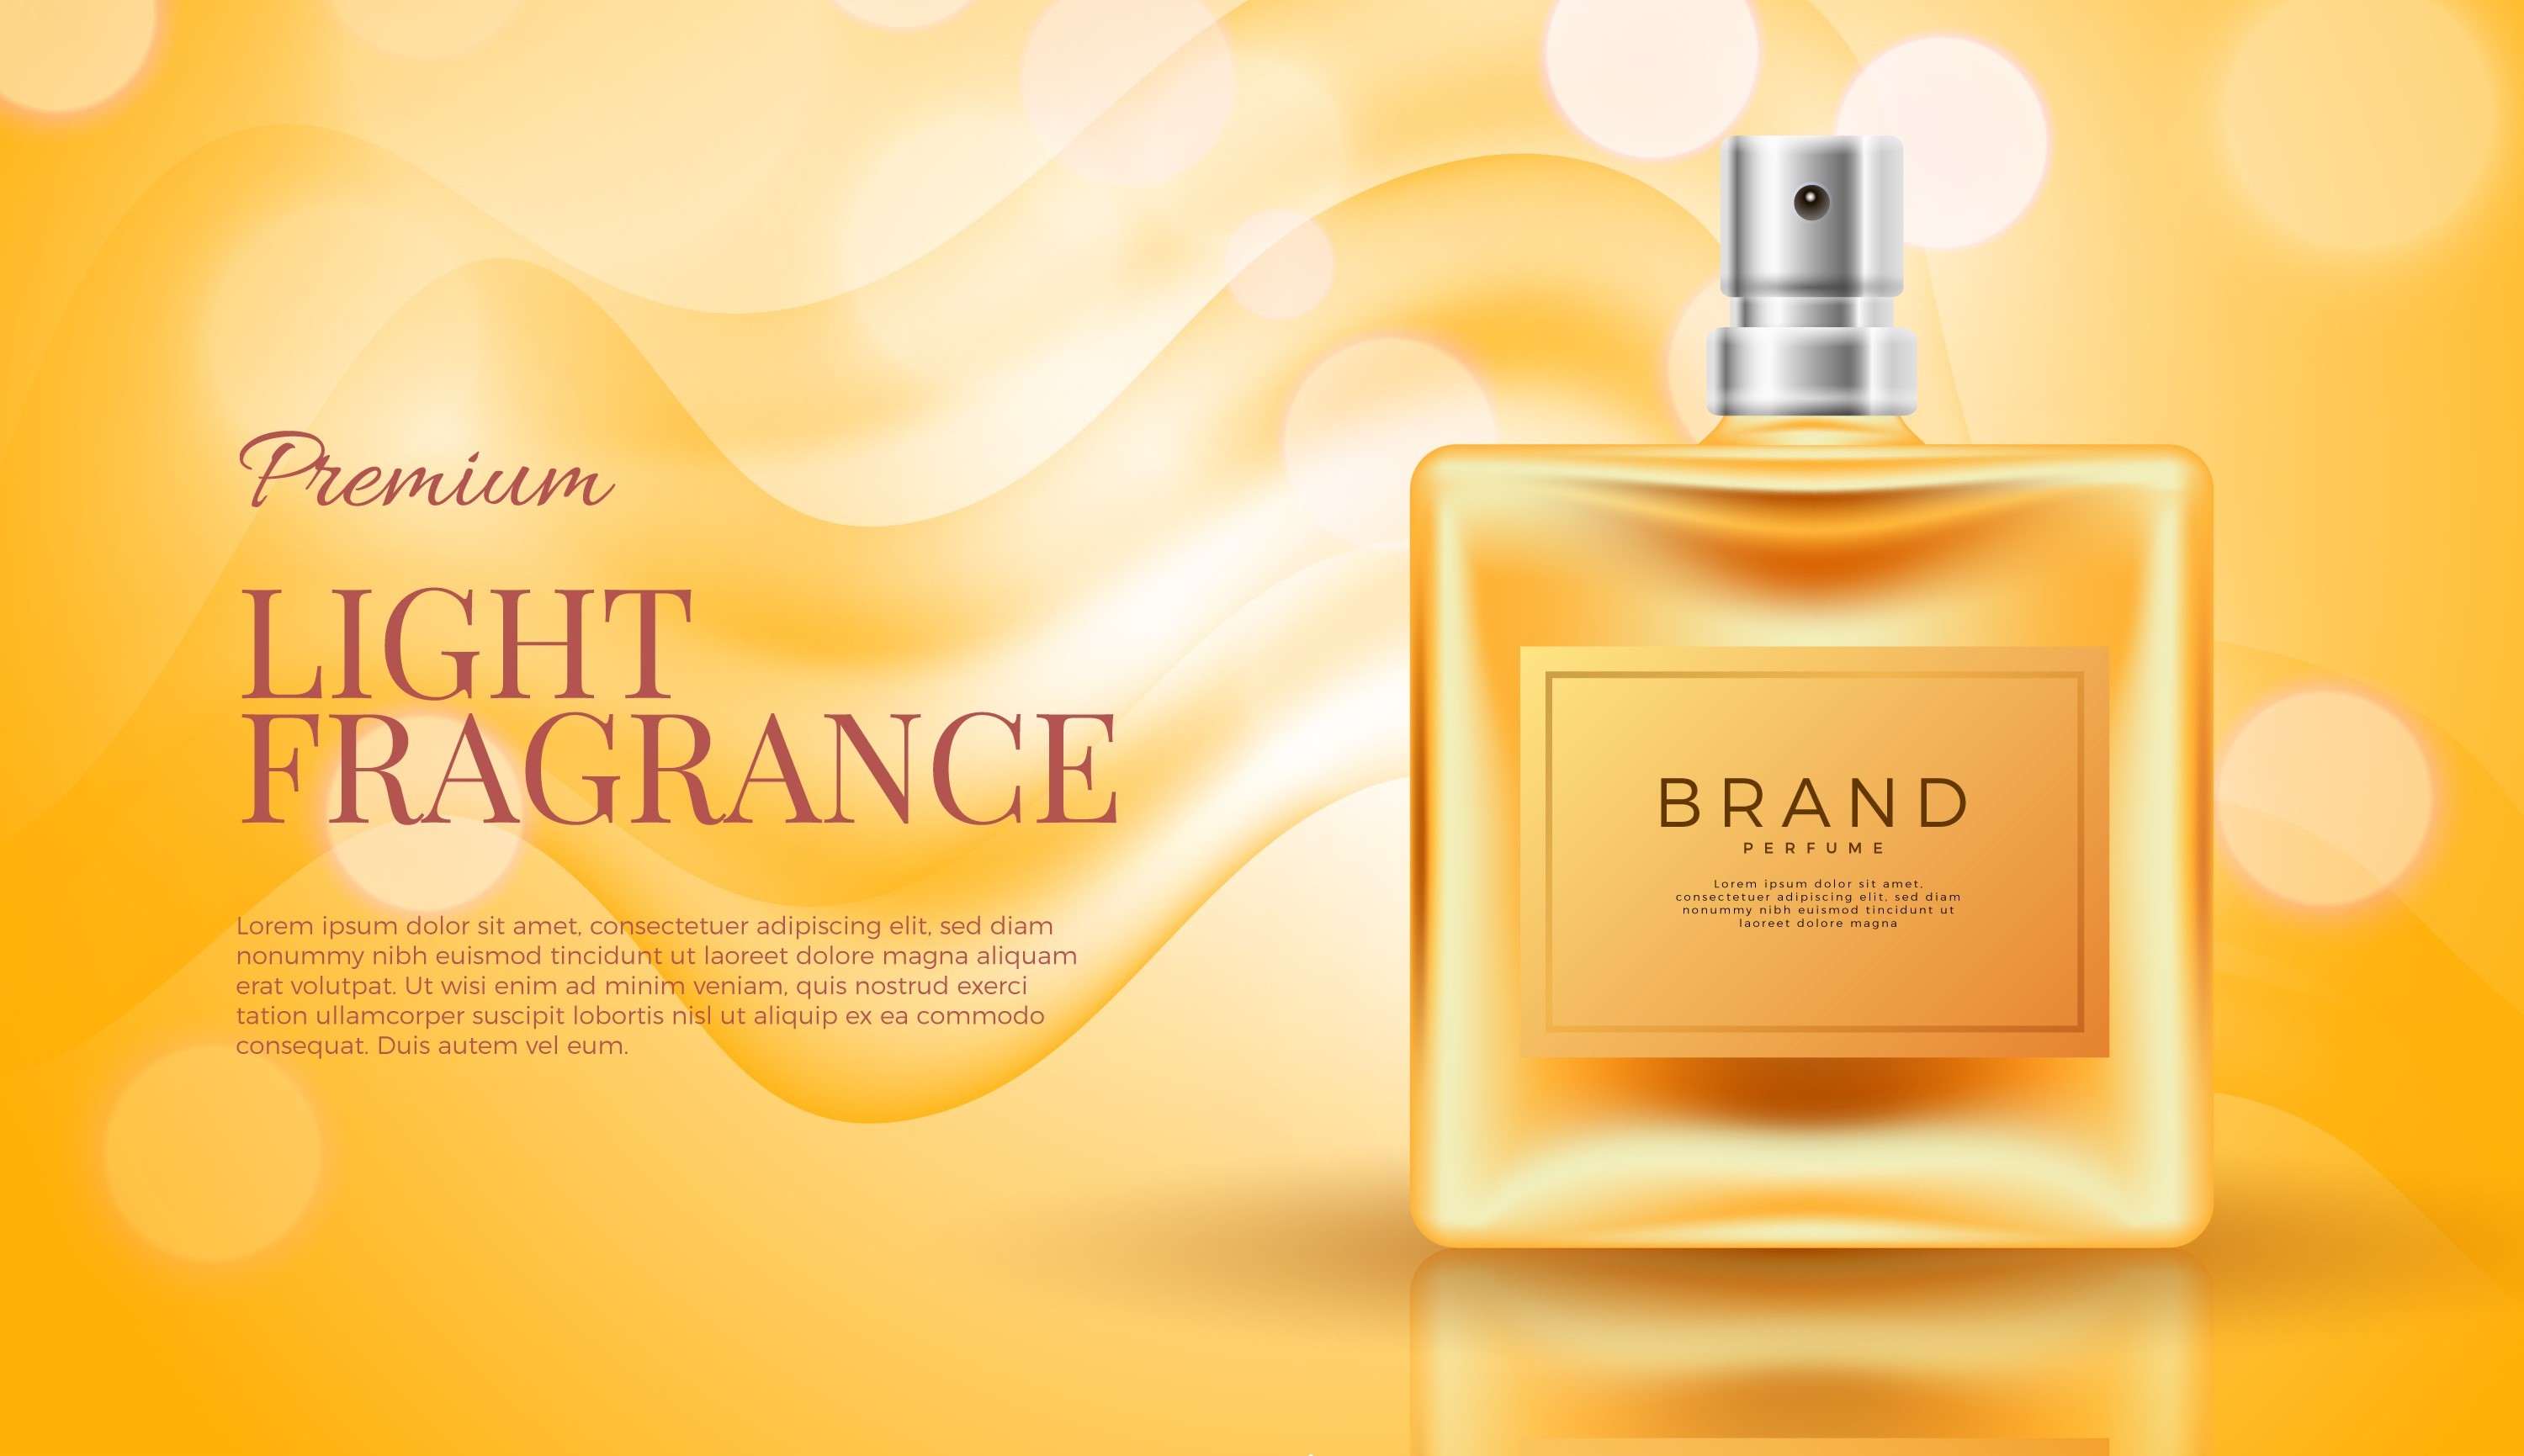 Premium
LIGHT
FRAGRANCE
Lorem ipsum dolor sit amet, consectetuer adipiscing elit, sed diam
nonummy nibh euismod tincidunt ut laoreet dolore magna aliquam
erat volutpat. Ut wisi enim ad minim veniam, quis nostrud exerci
tation ullamcorper suscipit lobortis nisl ut aliquip ex ea commodo
consequat. Duis autem vel eum.
BRAND
PERFUME
Lorem ipsum dolor sit amet,
consectetuer adipiscing elit, sed diam
nonummy nibh euismod tincidunt ut
laoreet dolore magna